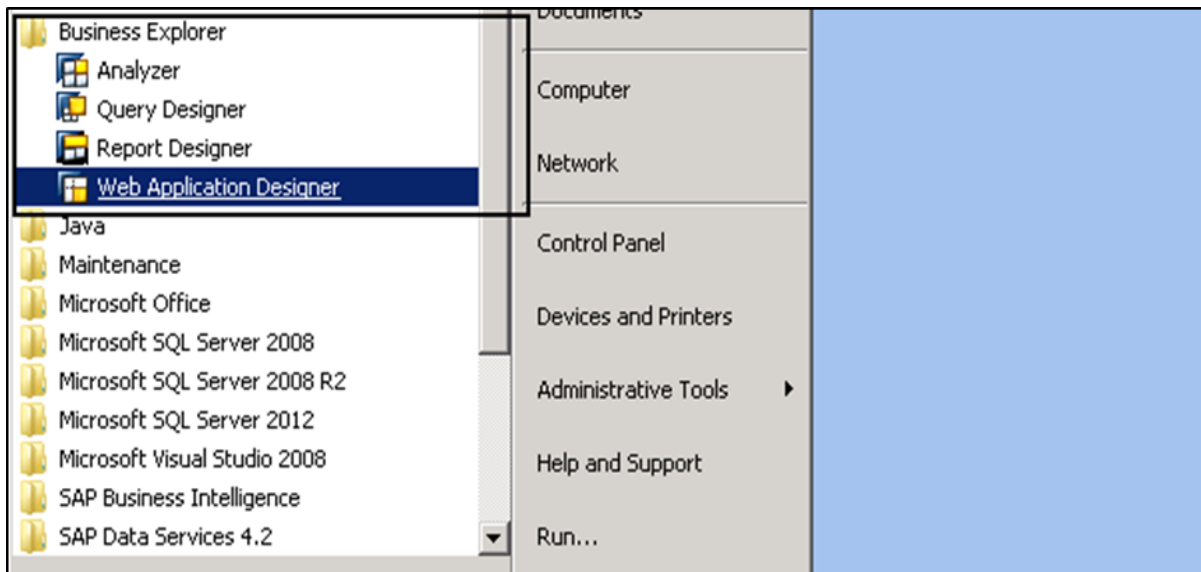 Business Explorer
Analyzer
Query Designer
Report Designer
Web Application Designer
Java
Maintenance
Microsoft Office
Microsoft SQL Server 2008
Microsoft SQL Server 2008 R2
Microsoft SQL Server 2012
Microsoft Visual Studio 2008
SAP Business Intelligence
SAP Data Services 4.2
Documents
Computer
Network
Control Panel
Devices and Printers
Administrative Tools
Help and Support
Run...